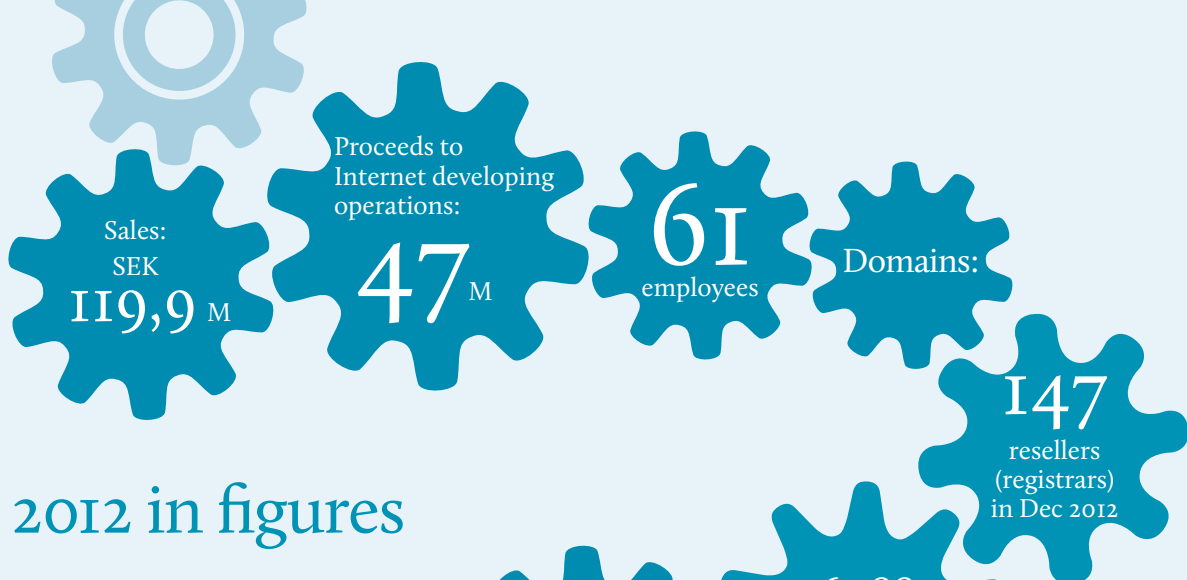 Sales:
SEK
119,9 M
Proceeds to
Internet developing
operations:
47 M
61
employees
Domains:
147
resellers
(registrars)
in Dec 2012
2012 in figures